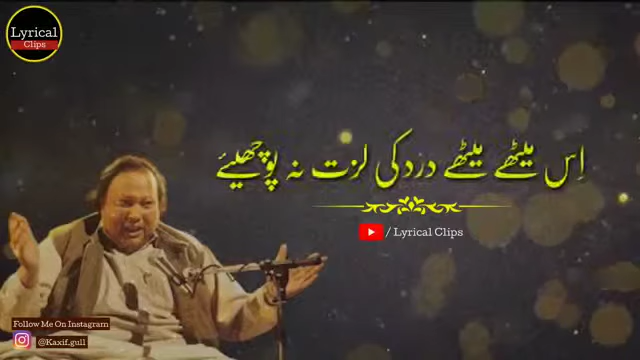 Lyrical
Clips
اِس میٹھے میٹھے درد کی لزت نہ پوچھیئے
/ Lyrical Clips
Follow Me On Instagram
@Kaxif.gull